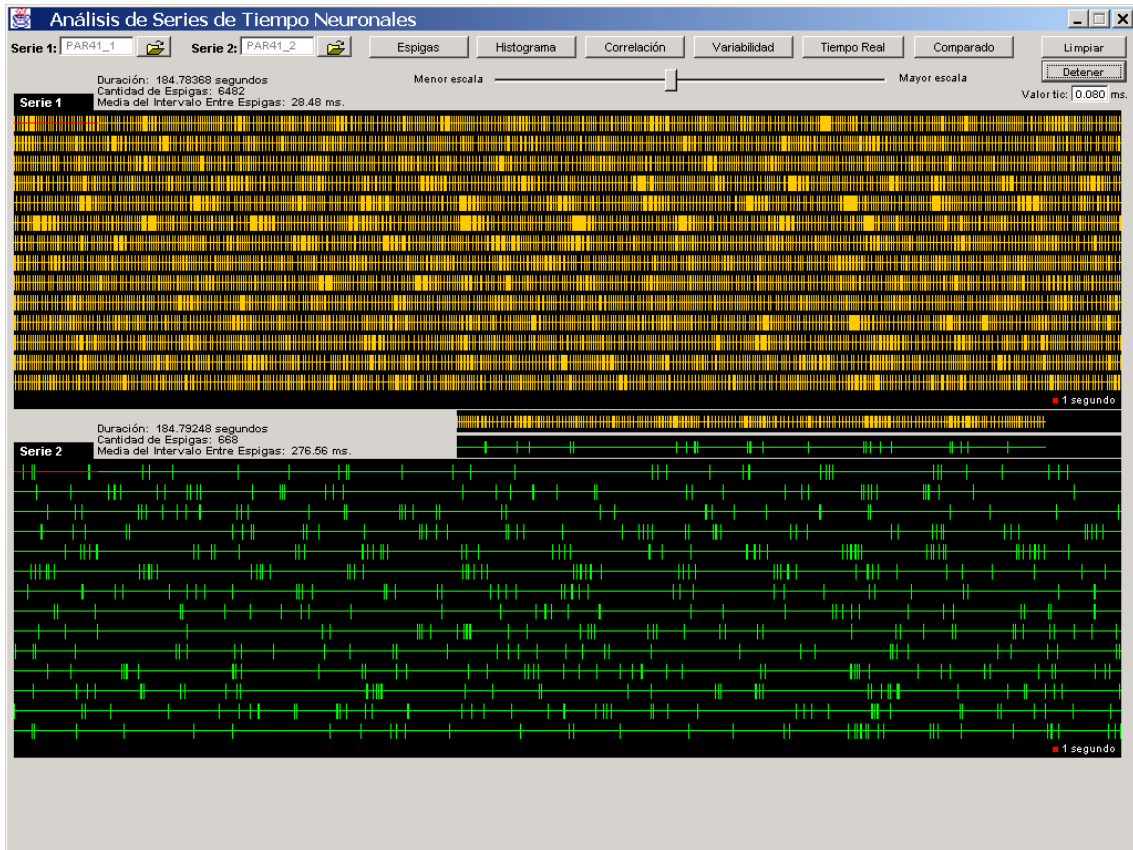 Análisis de Series de Tiempo Neuronales
Serie 1: PAR41_1 Serie 2: PAR41_2 Espigas Histograma Correlación Variabilidad Tiempo Real Comparado Limpiar
Detener
Menor escala Mayor escala
Valor tic: 0.080 ms.
Duración: 184.78368 segundos
Cantidad de Espigas: 6482
Serie 1 Media del Intervalo Entre Espigas: 28.48 ms.
1 segundo
Duración: 184.79248 segundos
Cantidad de Espigas: 668
Serie 2 Media del Intervalo Entre Espigas: 276.56 ms.
1 segundo